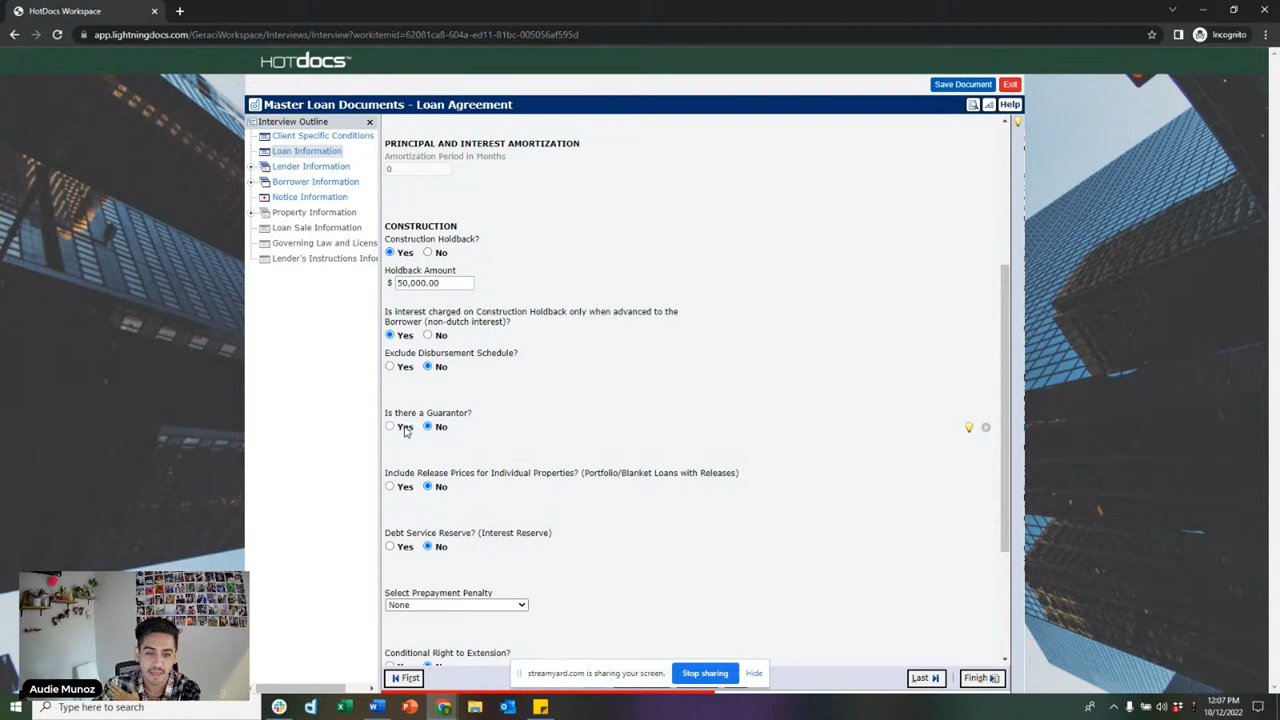 HotDocs Workspace
app.lightningdocs.com/GeraciWorkspace/Interviews/Interview?workitemid=62081ca8-604a-ed11-81bc-005056af95d
Incognito
HOTDOCS™
Save Document Exit
Master Loan Documents - Loan Agreement
Help
Interview Outline
Client Specific Conditions
Loan Information
Lender Information
Borrower Information
Notice Information
Property Information
Loan Sale Information
Governing Law and Licens
Lender's Instructions Infor
PRINCIPAL AND INTEREST AMORTIZATION
Amortization Period in Months
0
CONSTRUCTION
Construction Holdback?
Yes No
Holdback Amount
$ 50,000.00
Is interest charged on Construction Holdback only when advanced to the
Borrower (non-dutch interest)?
Yes No
Exclude Disbursement Schedule?
Yes No
Is there a Guarantor?
Yes No
Include Release Prices for Individual Properties? (Portfolio/Blanket Loans with Releases)
Yes No
Debt Service Reserve? (Interest Reserve)
Yes No
Select Prepayment Penalty
None
Conditional Right to Extension?
streamyard.com is sharing your screen. Stop sharing Hide
First
Last
Finish
Audie Munoz
Type here to search
12:07 PM
10/12/2022